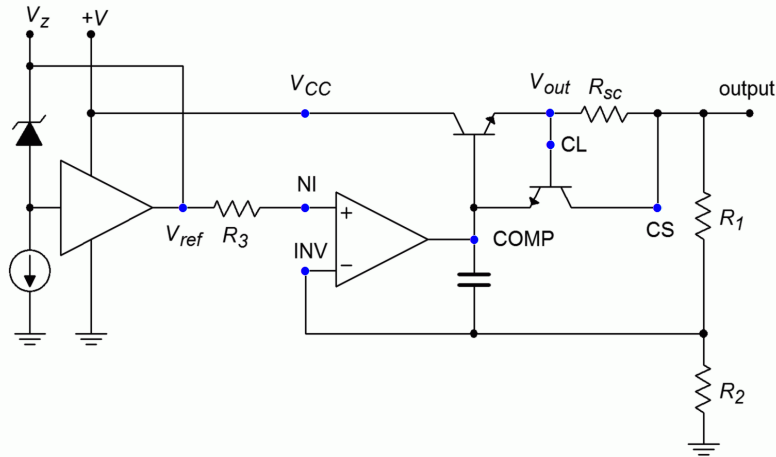 Vz
+V
VCC
Vout
Rsc
output
CL
NI
+
Vref
R3
INV
−
COMP
CS
R1
R2